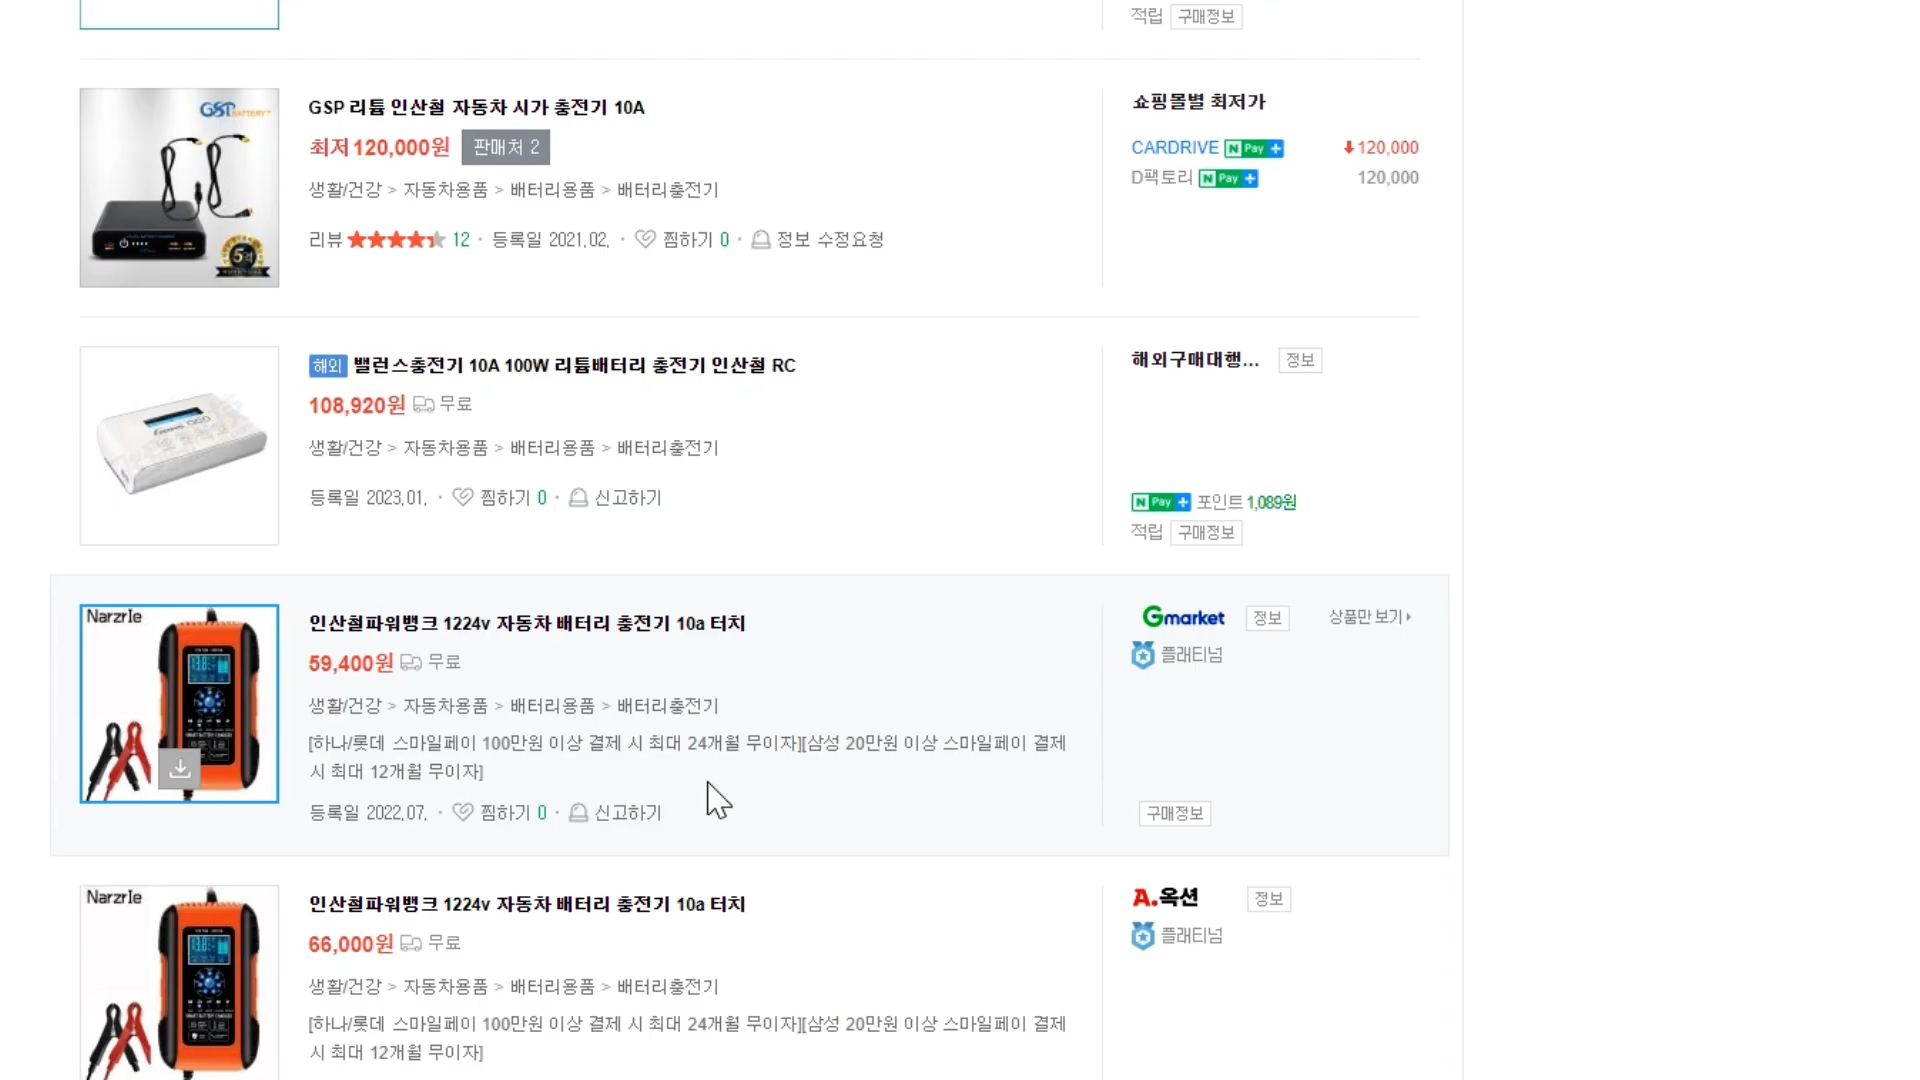 적립 구매정보
GSP BATTERY
GSP 리튬 인산철 자동차 시가 충전기 10A
최저 120,000원 판매처 2
생활/건강 > 자동차용품 > 배터리용품 > 배터리충전기
리뷰 12 · 등록일 2021.02. · 찜하기 0 · 정보 수정요청
쇼핑몰별 최저가
CARDRIVE N Pay + 120,000
D팩토리 N Pay + 120,000
해외 밸런스충전기 10A 100W 리튬배터리 충전기 인산철 RC
108,920원 무료
생활/건강 > 자동차용품 > 배터리용품 > 배터리충전기
등록일 2023.01. · 찜하기 0 · 신고하기
해외구매대행... 정보
N Pay + 포인트 1,089원
적립 구매정보
Narzrle
인산철파워뱅크 1224v 자동차 배터리 충전기 10a 터치
59,400원 무료
생활/건강 > 자동차용품 > 배터리용품 > 배터리충전기
[하나/롯데 스마일페이 100만원 이상 결제 시 최대 24개월 무이자][삼성 20만원 이상 스마일페이 결제
시 최대 12개월 무이자]
등록일 2022.07. · 찜하기 0 · 신고하기
Gmarket 정보 상품만 보기
플래티넘
구매정보
Narzrle
인산철파워뱅크 1224v 자동차 배터리 충전기 10a 터치
66,000원 무료
생활/건강 > 자동차용품 > 배터리용품 > 배터리충전기
[하나/롯데 스마일페이 100만원 이상 결제 시 최대 24개월 무이자][삼성 20만원 이상 스마일페이 결제
시 최대 12개월 무이자]
A.옥션 정보
플래티넘